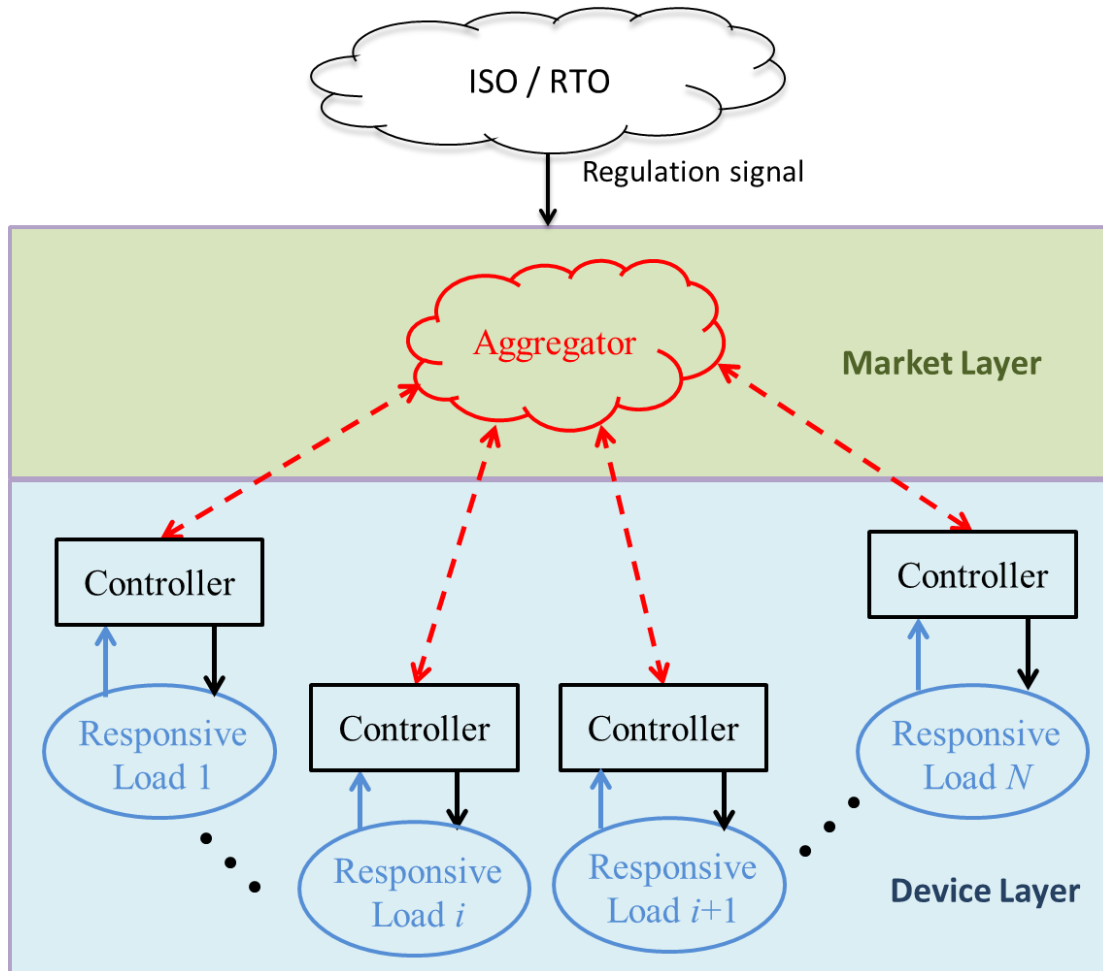 ISO / RTO
Regulation signal
Aggregator
Market Layer
Controller
Controller
Responsive
Load 1
Responsive
Load N
Controller
Controller
Responsive
Load i
Responsive
Load i+1
Device Layer